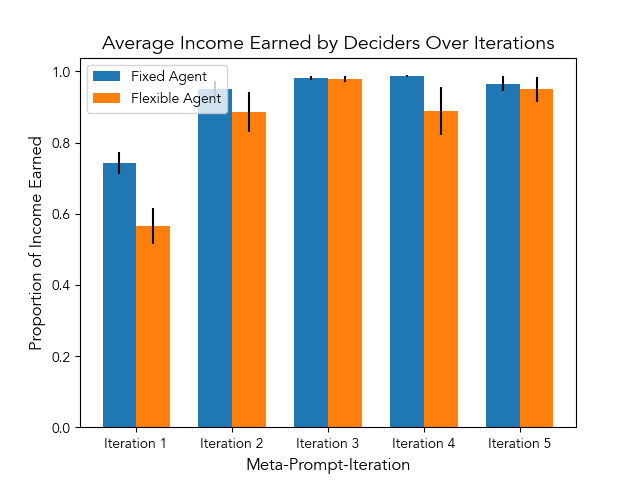 Average Income Earned by Deciders Over Iterations
Fixed Agent
Flexible Agent
1.0
0.8
0.6
0.4
0.2
0.0
Proportion of Income Earned
Iteration 1
Iteration 2
Iteration 3
Iteration 4
Iteration 5
Meta-Prompt-Iteration